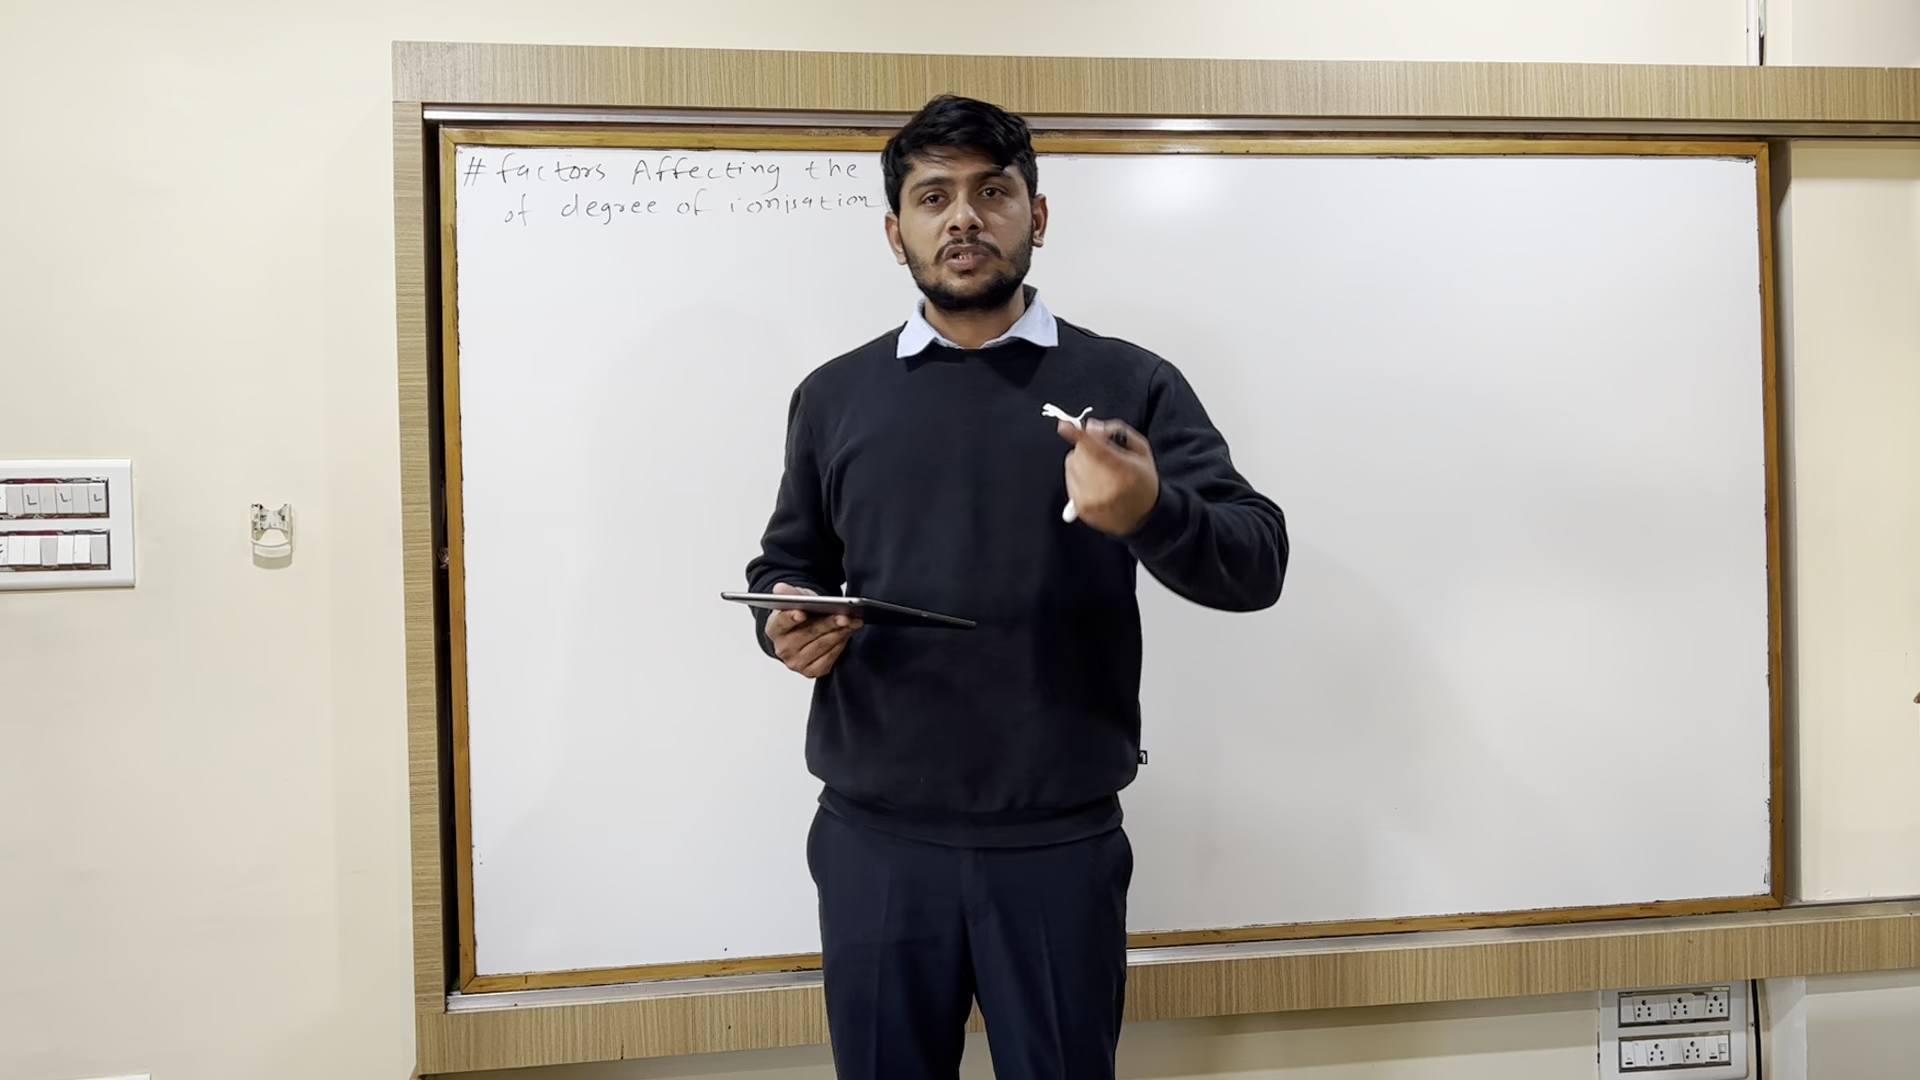 # factors Affecting the
of degree of ionisation